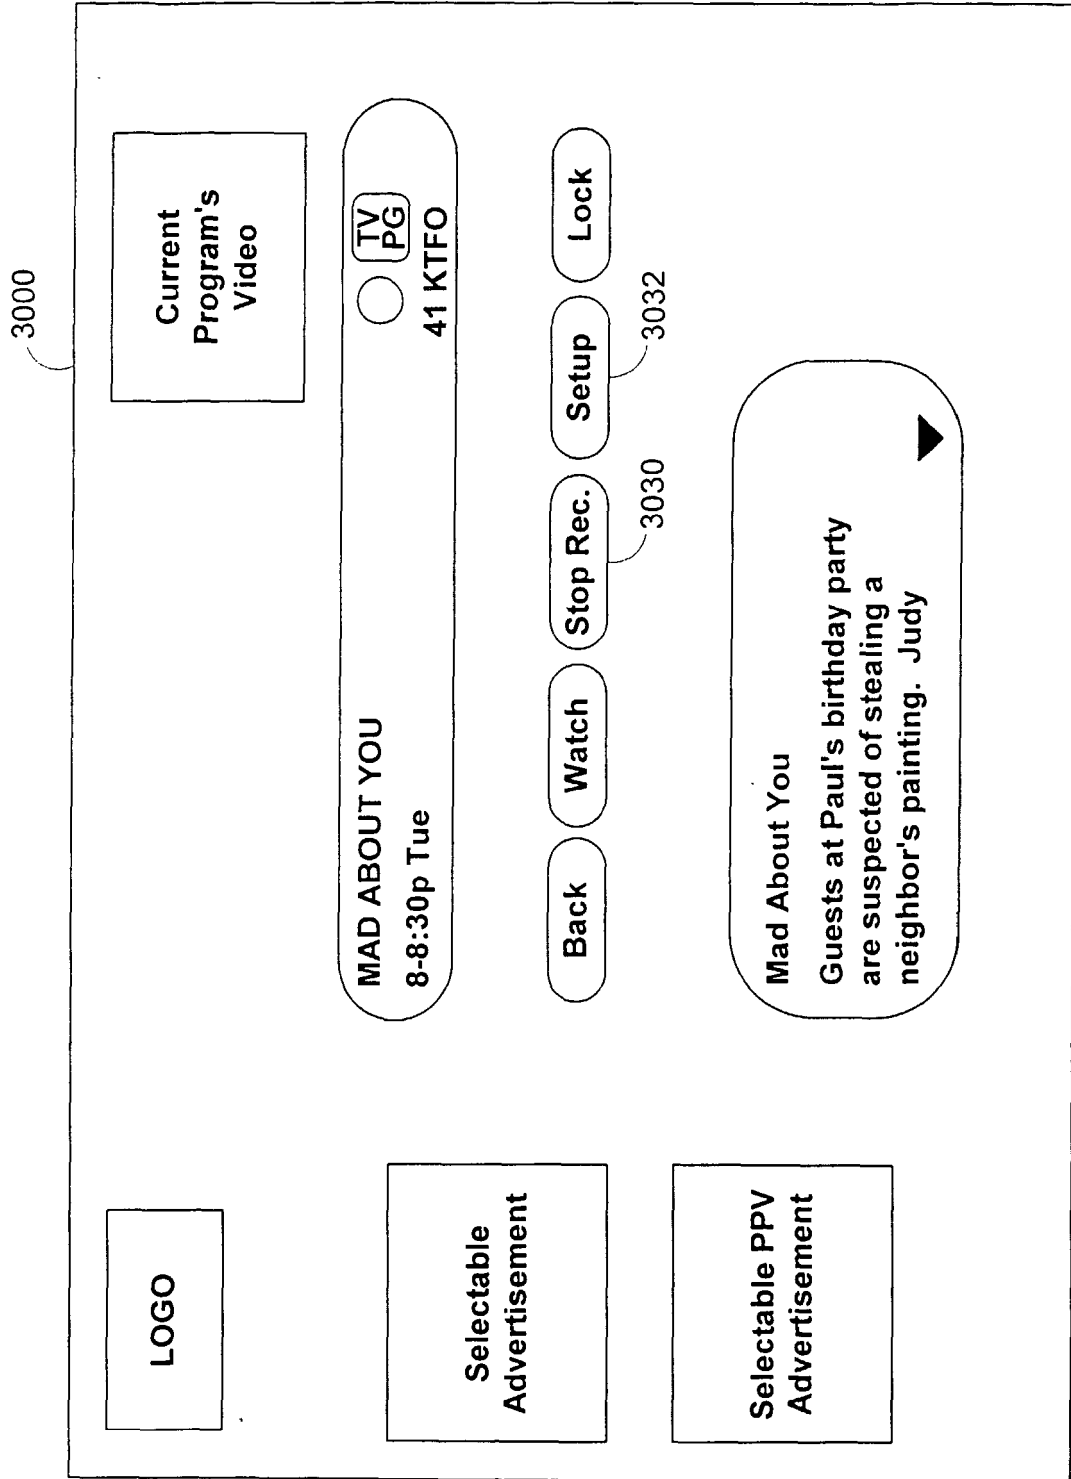 3000
LOGO
Current
Program's
Video
MAD ABOUT YOU
TV
PG
8-8:30p Tue
41 KTFO
Selectable
Advertisement
Back
Watch
Stop Rec.
Setup
Lock
3030
3032
Selectable PPV
Advertisement
Mad About You
Guests at Paul's birthday party
are suspected of stealing a
neighbor's painting. Judy